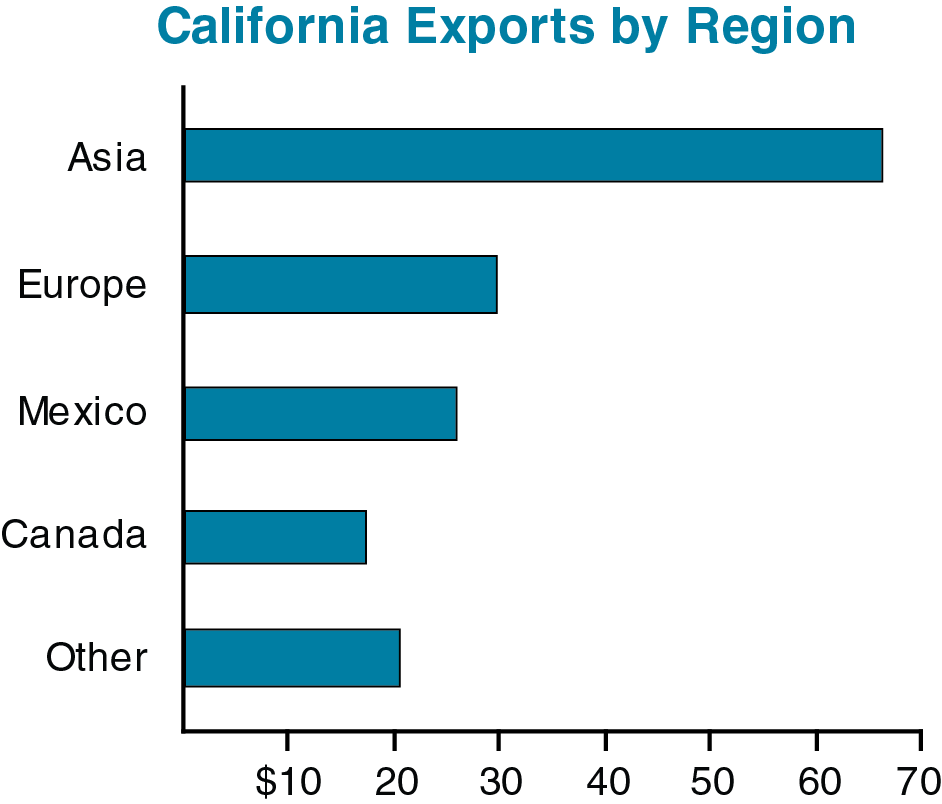 California Exports by Region
Asia
Europe
Mexico
Canada
Other
$10 20 30 40 50 60 70